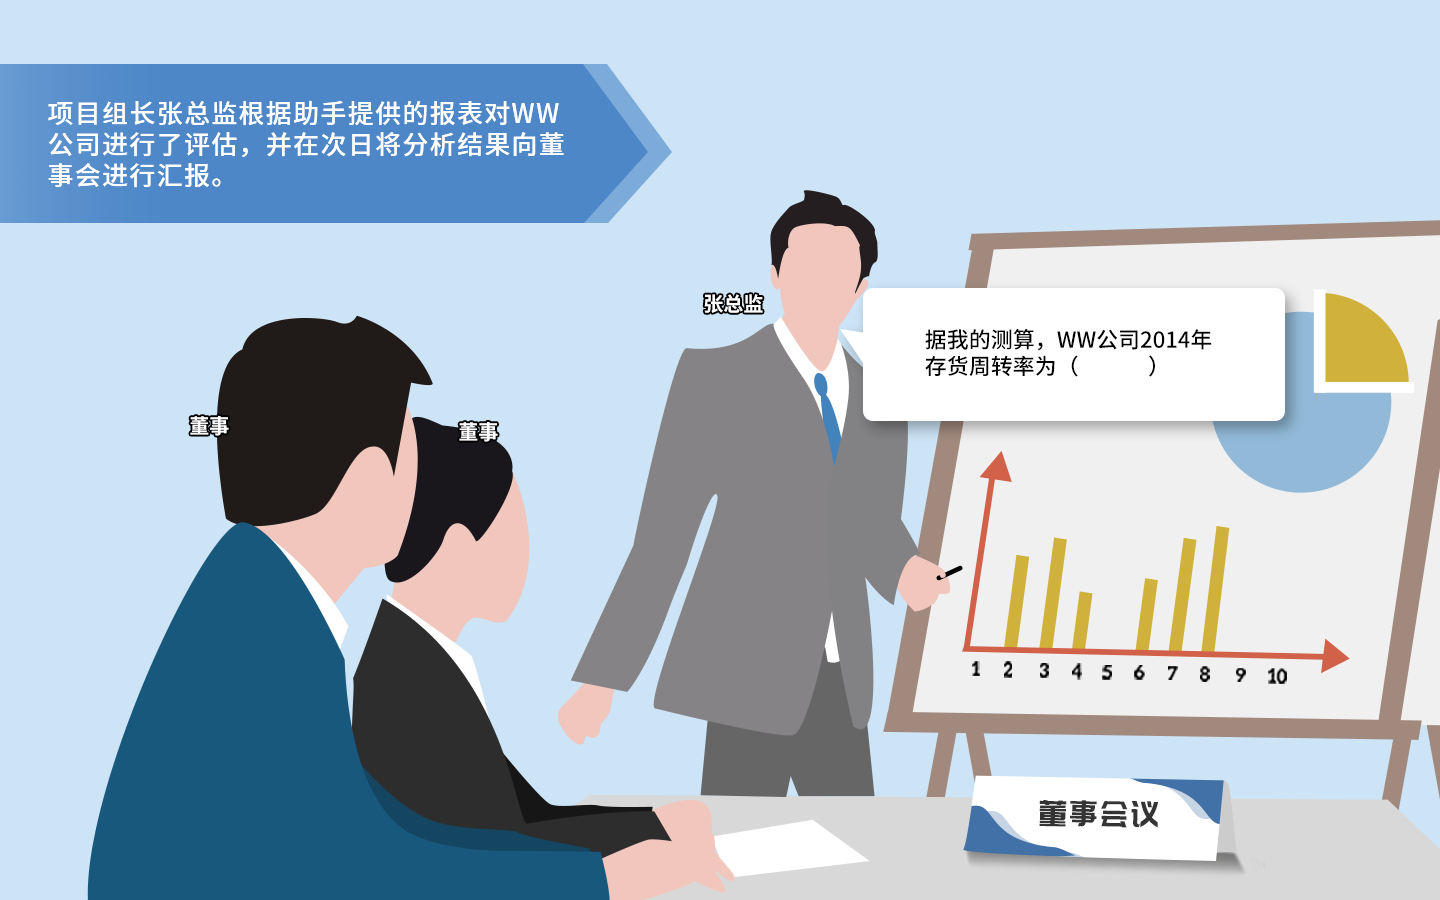 项目组长张总监根据助手提供的报表对WW
公司进行了评估，并在次日将分析结果向董
事会进行汇报。
张总监
据我的测算，WW公司2014年
存货周转率为（　　　）
董事
董事
1 2 3 4 5 6 7 8 9 10
董事会议